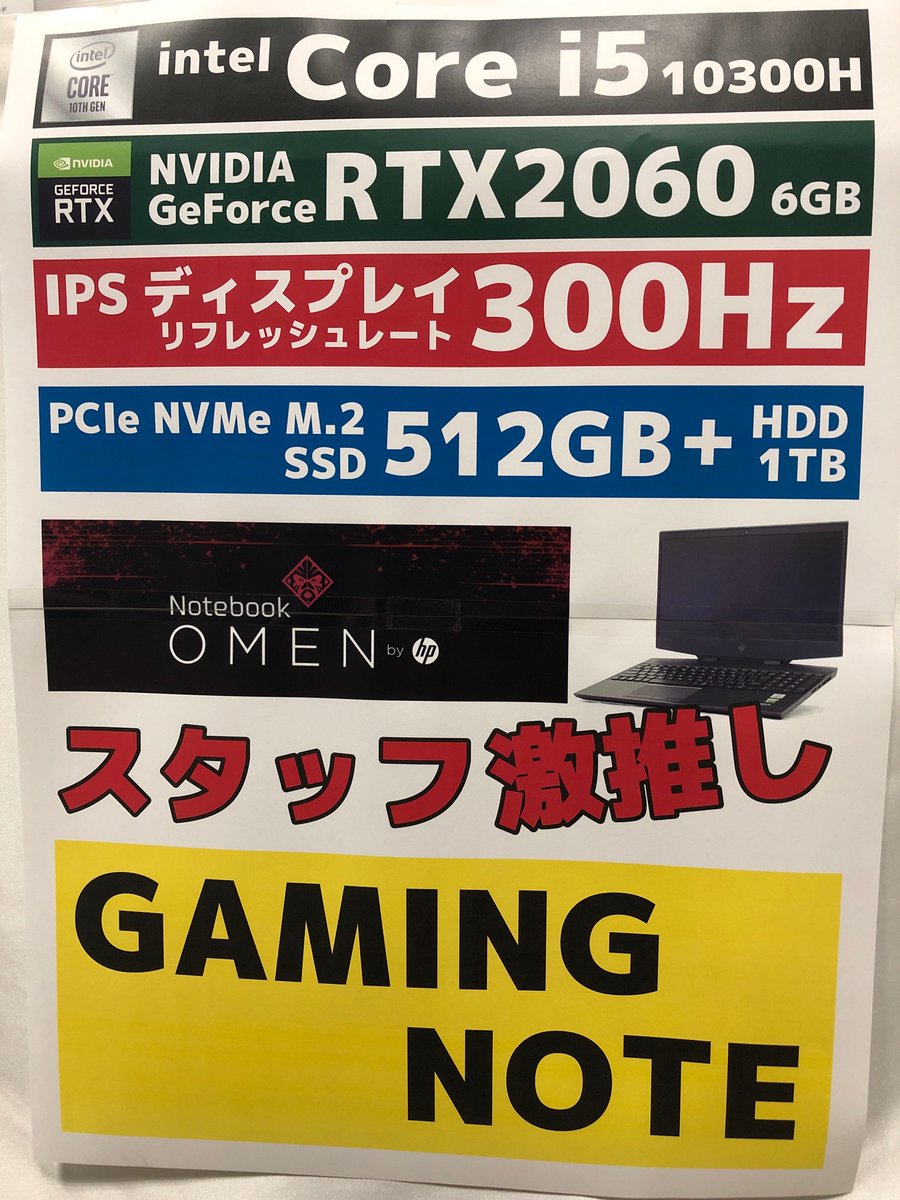 intel
CORE
10TH GEN
intel Core i5 10300H
NVIDIA
GEFORCE
RTX
NVIDIA
GeForce RTX2060 6GB
IPS ディスプレイ
リフレッシュレート 300Hz
PCIe NVMe M.2
SSD 512GB+ HDD
1TB
Notebook
OMEN by hp
スタッフ激推し
GAMING
NOTE